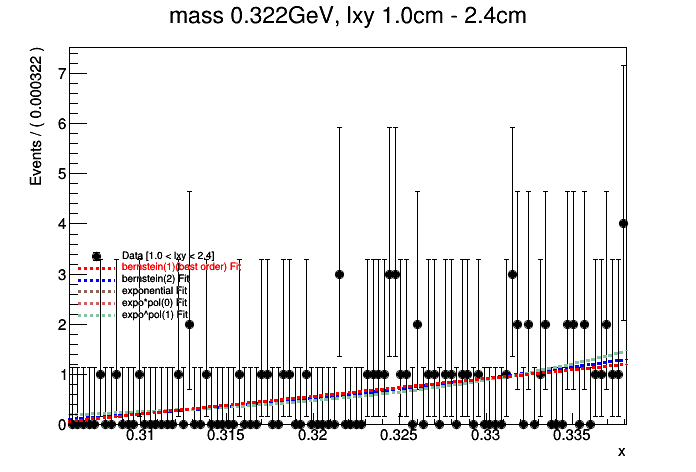 mass 0.322GeV, lxy 1.0cm - 2.4cm
Events / ( 0.000322 )
7
6
5
4
3
2
1
0
Data [1.0 < lxy < 2.4]
bernstein(1)(best order) Fit
bernstein(2) Fit
exponential Fit
expo*pol(0) Fit
expo*pol(1) Fit
0.31 0.315 0.32 0.325 0.33 0.335
x